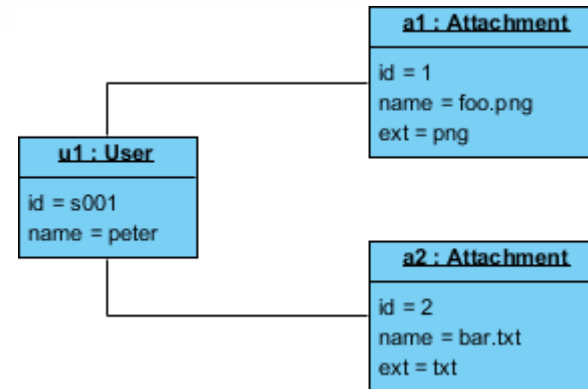 a1 : Attachment
id = 1
name = foo.png
ext = png
u1 : User
id = s001
name = peter
a2 : Attachment
id = 2
name = bar.txt
ext = txt